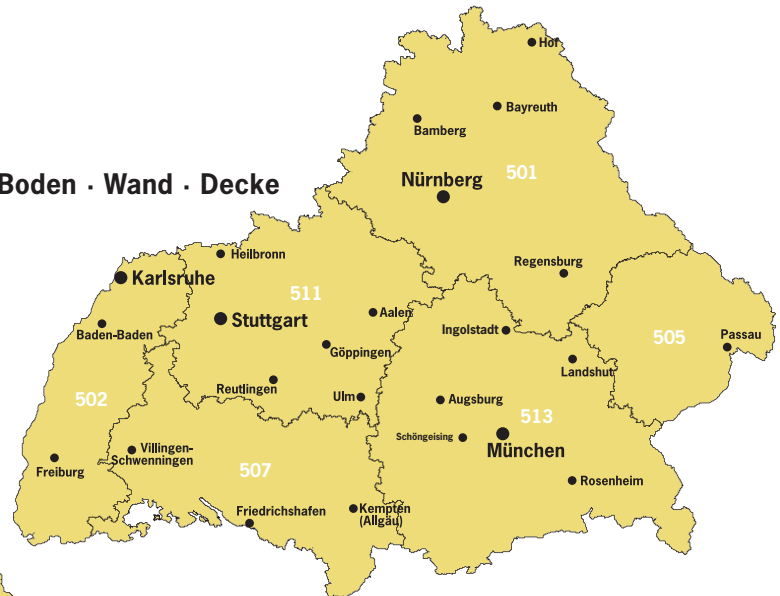 Hof
Bayreuth
Bamberg
501
Nürnberg
Boden · Wand · Decke
Heilbronn
Regensburg
Karlsruhe
511
Aalen
Stuttgart
Ingolstadt
505
Passau
Baden-Baden
Göppingen
Landshut
Reutlingen
Ulm
502
Augsburg
513
Schöngeising
München
Villingen-
Schwenningen
Freiburg
507
Rosenheim
Friedrichshafen
Kempten
(Allgäu)